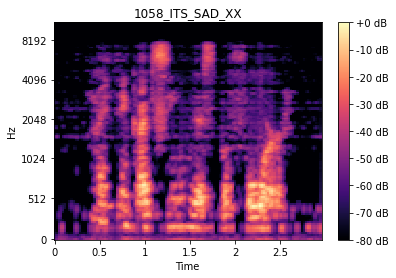 1058_ITS_SAD_XX
+0 dB
8192
-10 dB
-20 dB
4096
-30 dB
Hz
2048
-40 dB
1024
-50 dB
-60 dB
512
-70 dB
0
-80 dB
0 0.5 1 1.5 2 2.5
Time